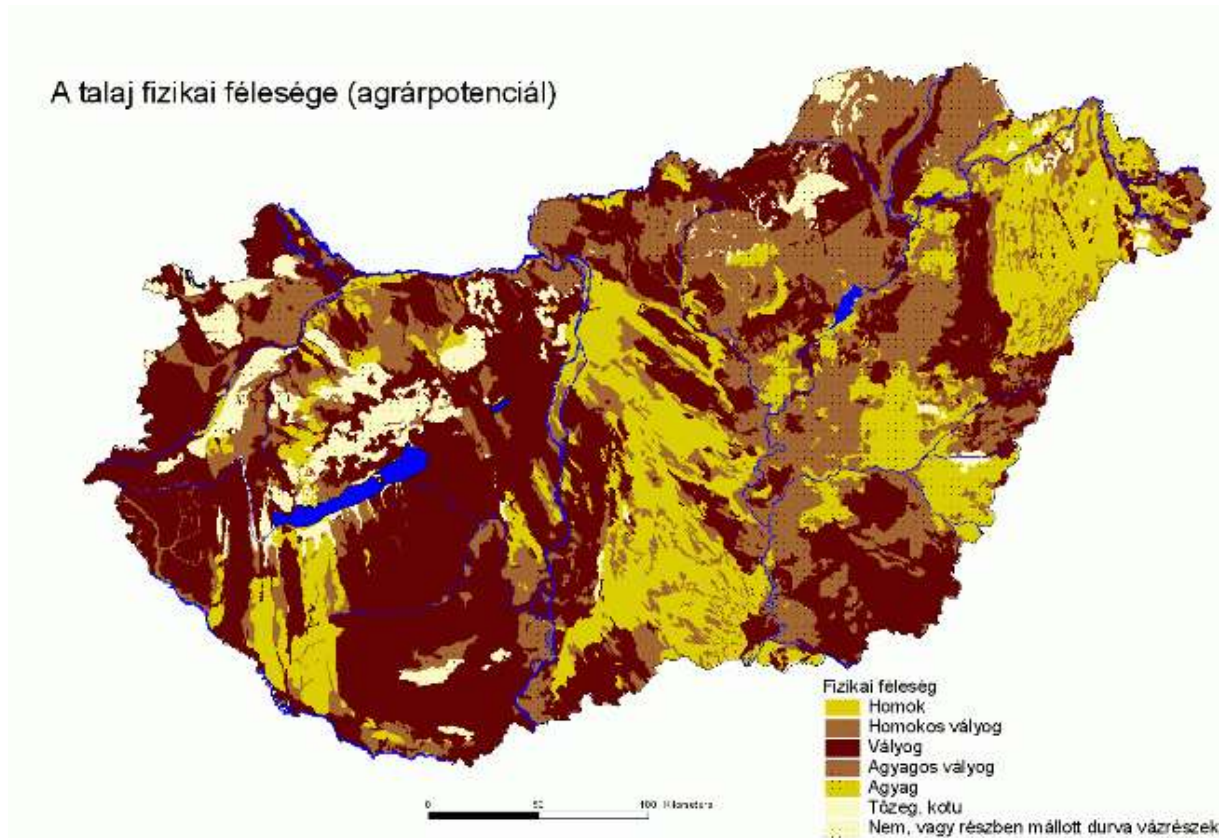 A talaj fizikai félesége (agrárpotenciál)
Fizikai féleség
Homok
Homokos vályog
Vályog
Agyagos vályog
Agyag
Tőzeg, kotu
Nem, vagy részben mállott durva vázrészek
0 50 100 Kilometers